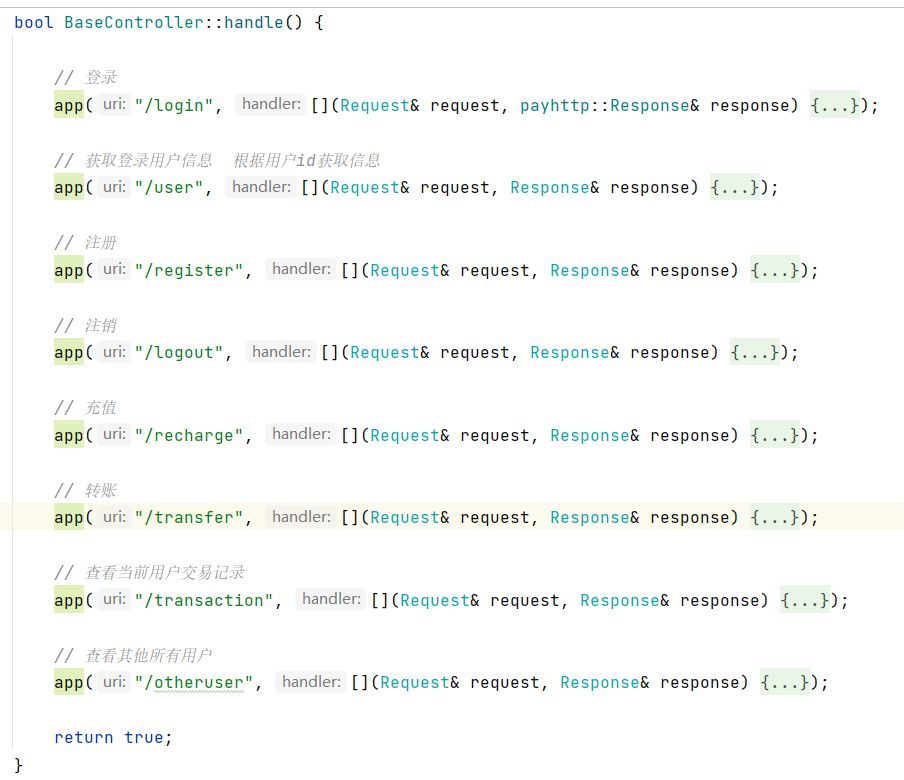 bool BaseController::handle() {
// 登录
app( uri: "/login", handler: [](Request& request, payhttp::Response& response) {...});
// 获取登录用户信息  根据用户id获取信息
app( uri: "/user", handler: [](Request& request, Response& response) {...});
// 注册
app( uri: "/register", handler: [](Request& request, Response& response) {...});
// 注销
app( uri: "/logout", handler: [](Request& request, Response& response) {...});
// 充值
app( uri: "/recharge", handler: [](Request& request, Response& response) {...});
// 转账
app( uri: "/transfer", handler: [](Request& request, Response& response) {...});
// 查看当前用户交易记录
app( uri: "/transaction", handler: [](Request& request, Response& response) {...});
// 查看其他所有用户
app( uri: "/otheruser", handler: [](Request& request, Response& response) {...});
return true;
}